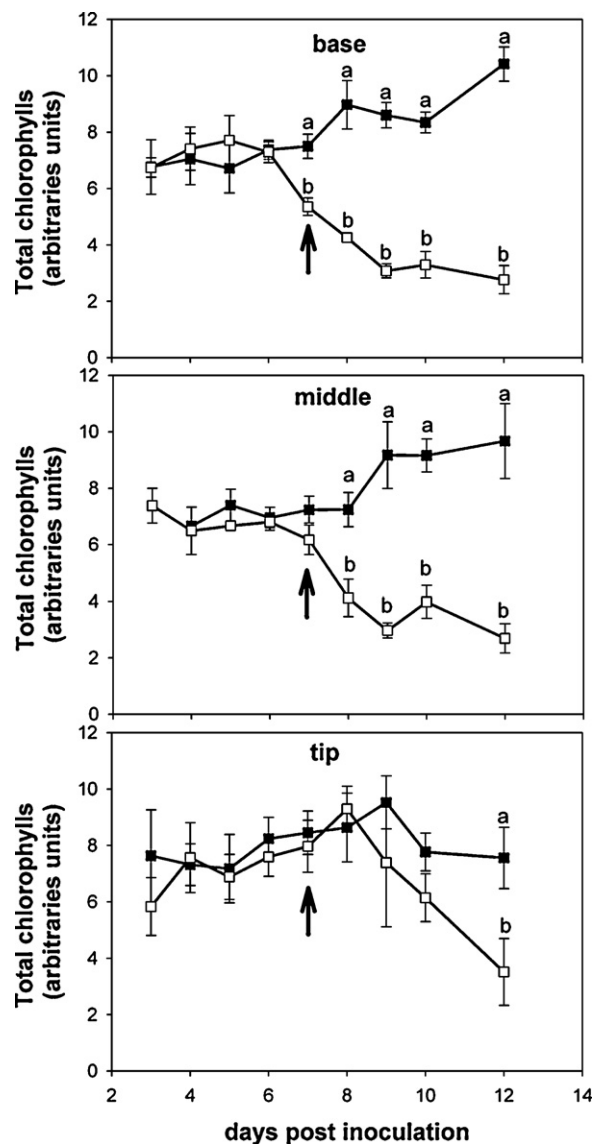 12
10
8
6
4
2
0
Total chlorophylls
(arbitraries units)
base
a
a
a
a
a
b
b
b
b
b
12
10
8
6
4
2
0
Total chlorophylls
(arbitraries units)
middle
a
a
a
a
b
b
b
b
12
10
8
6
4
2
0
Total chlorophylls
(arbitraries units)
tip
a
b
2 4 6 8 10 12 14
days post inoculation